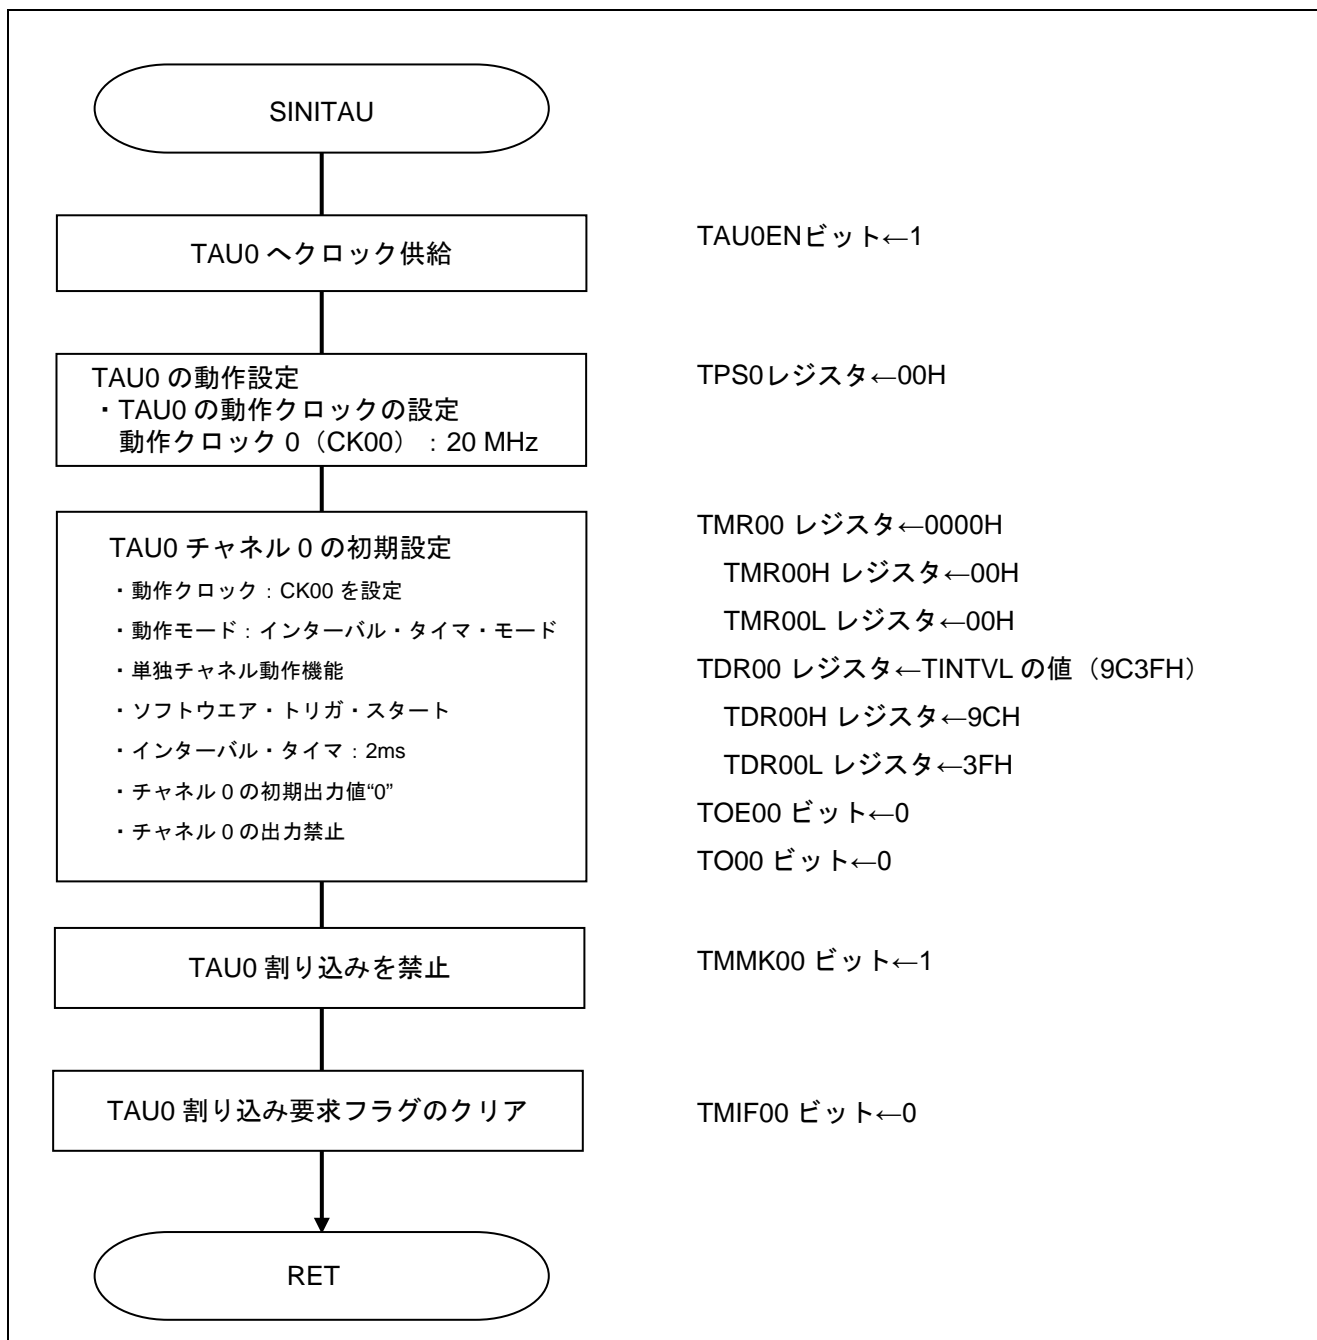 SINITAU
TAU0 へクロック供給
TAU0ENビット←1
TAU0 の動作設定
・TAU0 の動作クロックの設定
動作クロック 0（CK00）：20 MHz
TPS0レジスタ←00H
TAU0 チャネル 0 の初期設定
・動作クロック：CK00 を設定
・動作モード：インターバル・タイマ・モード
・単独チャネル動作機能
・ソフトウエア・トリガ・スタート
・インターバル・タイマ：2ms
・チャネル 0 の初期出力値“0”
・チャネル 0 の出力禁止
TMR00 レジスタ←0000H
TMR00H レジスタ←00H
TMR00L レジスタ←00H
TDR00 レジスタ←TINTVL の値（9C3FH）
TDR00H レジスタ←9CH
TDR00L レジスタ←3FH
TOE00 ビット←0
TO00 ビット←0
TAU0 割り込みを禁止
TMMK00 ビット←1
TAU0 割り込み要求フラグのクリア
TMIF00 ビット←0
RET